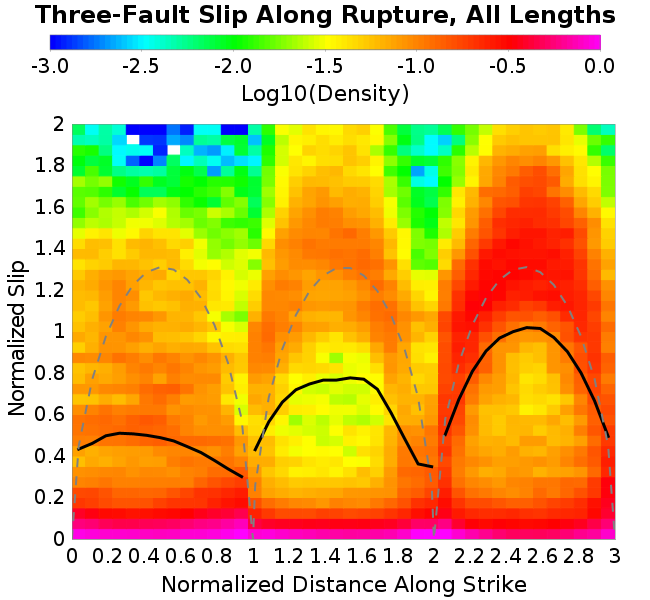 Three-Fault Slip Along Rupture, All Lengths
-3.0 -2.5 -2.0 -1.5 -1.0 -0.5 0.0
Log10(Density)
2
1.8
1.6
1.4
1.2
1
0.8
0.6
0.4
0.2
0
Normalized Slip
0 0.2 0.4 0.6 0.8 1 1.2 1.4 1.6 1.8 2 2.2 2.4 2.6 2.8 3
Normalized Distance Along Strike